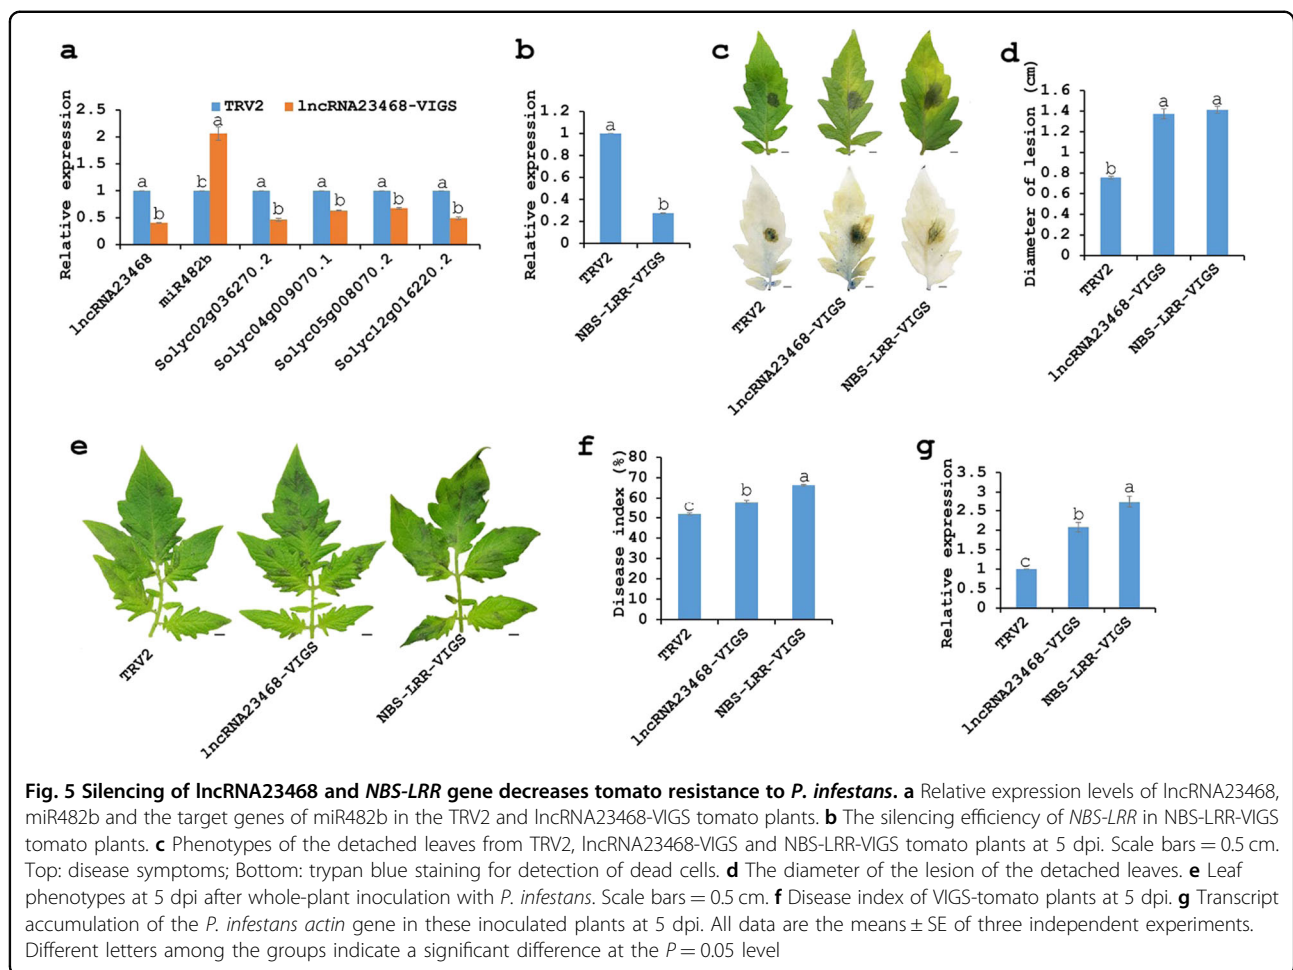 a
Relative expression
TRV2 lncRNA23468-VIGS
2.5
2
1.5
1
0.5
0
a b b a a b a b a b a b
lncRNA23468
miR482b
Solyc02g036270.2
Solyc04g009070.1
Solyc05g008070.2
Solyc12g016220.2
b
Relative expression
1.2
1
0.8
0.6
0.4
0.2
0
a b
TRV2
NBS-LRR-VIGS
c
TRV2
lncRNA23468-VIGS
NBS-LRR-VIGS
d
Diameter of lesion (cm)
1.6
1.4
1.2
1
0.8
0.6
0.4
0.2
0
b a a
TRV2
lncRNA23468-VIGS
NBS-LRR-VIGS
e
TRV2
lncRNA23468-VIGS
NBS-LRR-VIGS
f
Disease index (%)
80
70
60
50
40
30
20
10
0
c b a
TRV2
lncRNA23468-VIGS
NBS-LRR-VIGS
g
Relative expression
3.5
3
2.5
2
1.5
1
0.5
0
c b a
TRV2
lncRNA23468-VIGS
NBS-LRR-VIGS
Fig. 5 Silencing of lncRNA23468 and NBS-LRR gene decreases tomato resistance to P. infestans. a Relative expression levels of lncRNA23468,
miR482b and the target genes of miR482b in the TRV2 and lncRNA23468-VIGS tomato plants. b The silencing efficiency of NBS-LRR in NBS-LRR-VIGS
tomato plants. c Phenotypes of the detached leaves from TRV2, lncRNA23468-VIGS and NBS-LRR-VIGS tomato plants at 5 dpi. Scale bars = 0.5 cm.
Top: disease symptoms; Bottom: trypan blue staining for detection of dead cells. d The diameter of the lesion of the detached leaves. e Leaf
phenotypes at 5 dpi after whole-plant inoculation with P. infestans. Scale bars = 0.5 cm. f Disease index of VIGS-tomato plants at 5 dpi. g Transcript
accumulation of the P. infestans actin gene in these inoculated plants at 5 dpi. All data are the means ± SE of three independent experiments.
Different letters among the groups indicate a significant difference at the P = 0.05 level